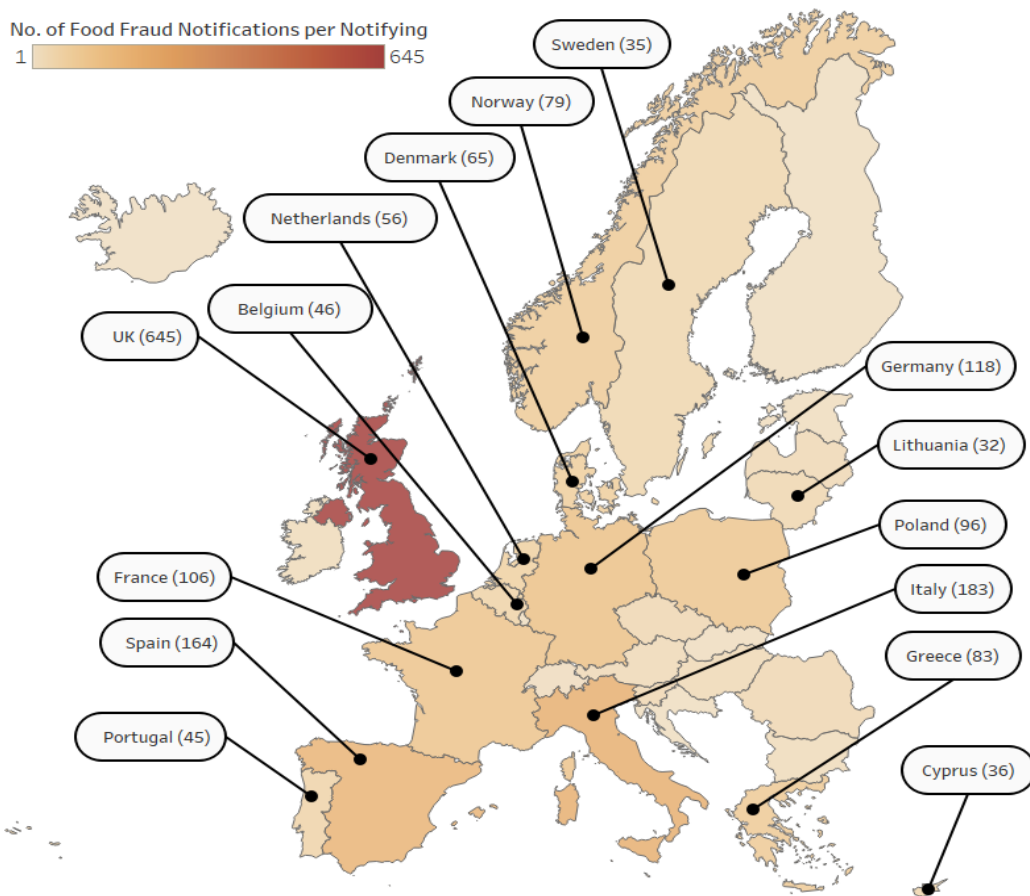 No. of Food Fraud Notifications per Notifying
1 645
Sweden (35)
Norway (79)
Denmark (65)
Netherlands (56)
Belgium (46)
UK (645)
Germany (118)
Lithuania (32)
Poland (96)
France (106)
Italy (183)
Spain (164)
Greece (83)
Portugal (45)
Cyprus (36)